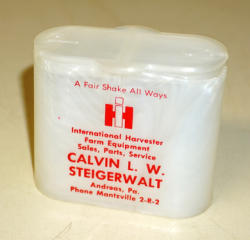 A Fair Shake All Ways
IH
International Harvester
Farm Equipment
Sales, Parts, Service
CALVIN L. W.
STEIGERWALT
Andreas, Pa.
Phone Mantzville 2-R-2